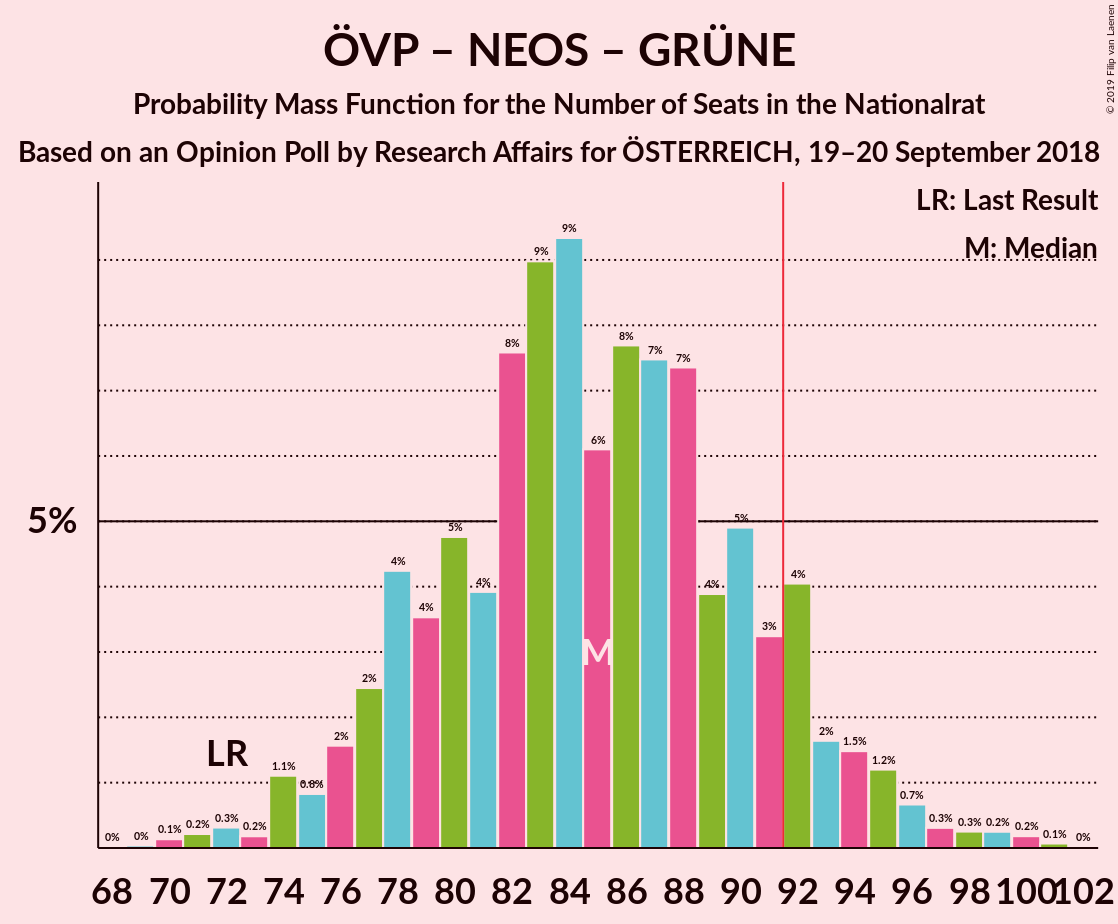 ÖVP – NEOS – GRÜNE
Probability Mass Function for the Number of Seats in the Nationalrat
Based on an Opinion Poll by Research Affairs for ÖSTERREICH, 19–20 September 2018
© 2019 Filip van Laenen
LR: Last Result
M: Median
5%
0% 0% 0.1% 0.2% 0.3% 0.2% 1.1% 0.8% 2% 2% 4% 4% 5% 4% 8% 9% 9% 6% 8% 7% 7% 4% 5% 3% 4% 2% 1.5% 1.2% 0.7% 0.3% 0.3% 0.2% 0.2% 0.1% 0%
M
LR
68 70 72 74 76 78 80 82 84 86 88 90 92 94 96 98 100 102